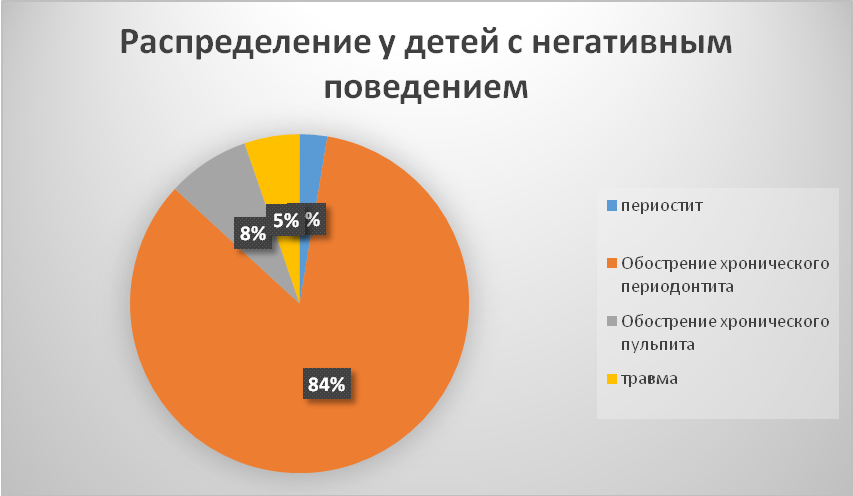 Распределение у детей с негативным
поведением
5%
%
8%
84%
периостит
Обострение хронического
периодонтита
Обострение хронического
пульпита
травма